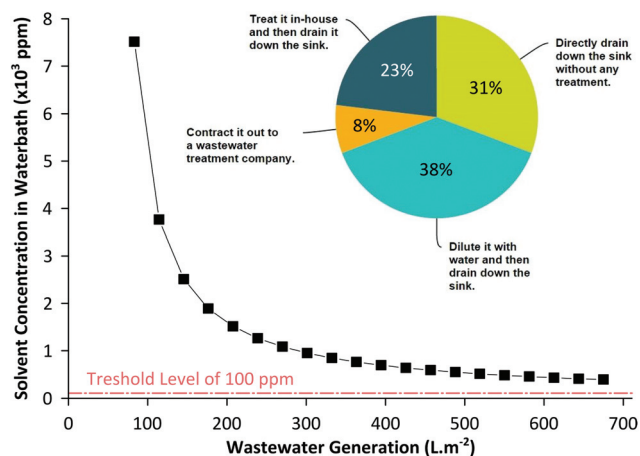 Treat it in-house
and then drain it
down the sink.
23%
31%
Directly drain
down the sink
without any
treatment.
Contract it out to
a wastewater
treatment company.
8%
38%
Dilute it with
water and then
drain down the
sink.
Solvent Concentration in Waterbath (x10³ ppm)
8
7
6
5
4
3
2
1
0
Treshold Level of 100 ppm
0 100 200 300 400 500 600 700
Wastewater Generation (L.m⁻²)